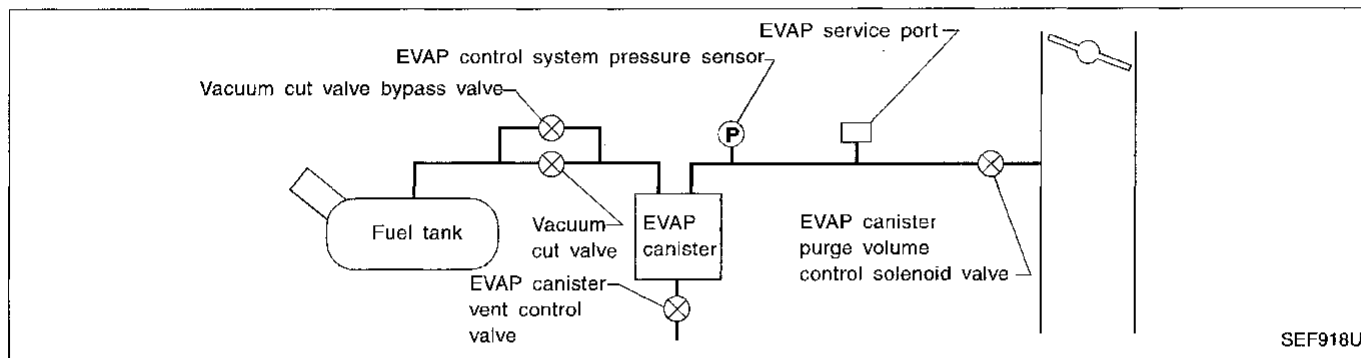 EVAP service port
EVAP control system pressure sensor
Vacuum cut valve bypass valve
P
Fuel tank
Vacuum
cut valve
EVAP
canister
EVAP canister
purge volume
control solenoid valve
EVAP canister
vent control
valve
SEF918U